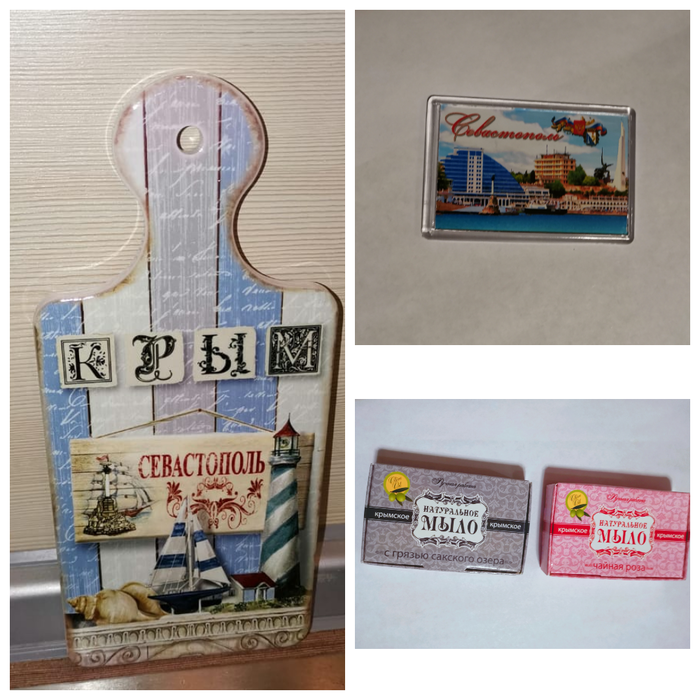 КРЫМ
СЕВАСТОПОЛЬ
Севастополь
НАТУРАЛЬНОЕ
МЫЛО
крымское
крымское
с грязью сакского озера
НАТУРАЛЬНОЕ
МЫЛО
крымское
крымское
чайная роза